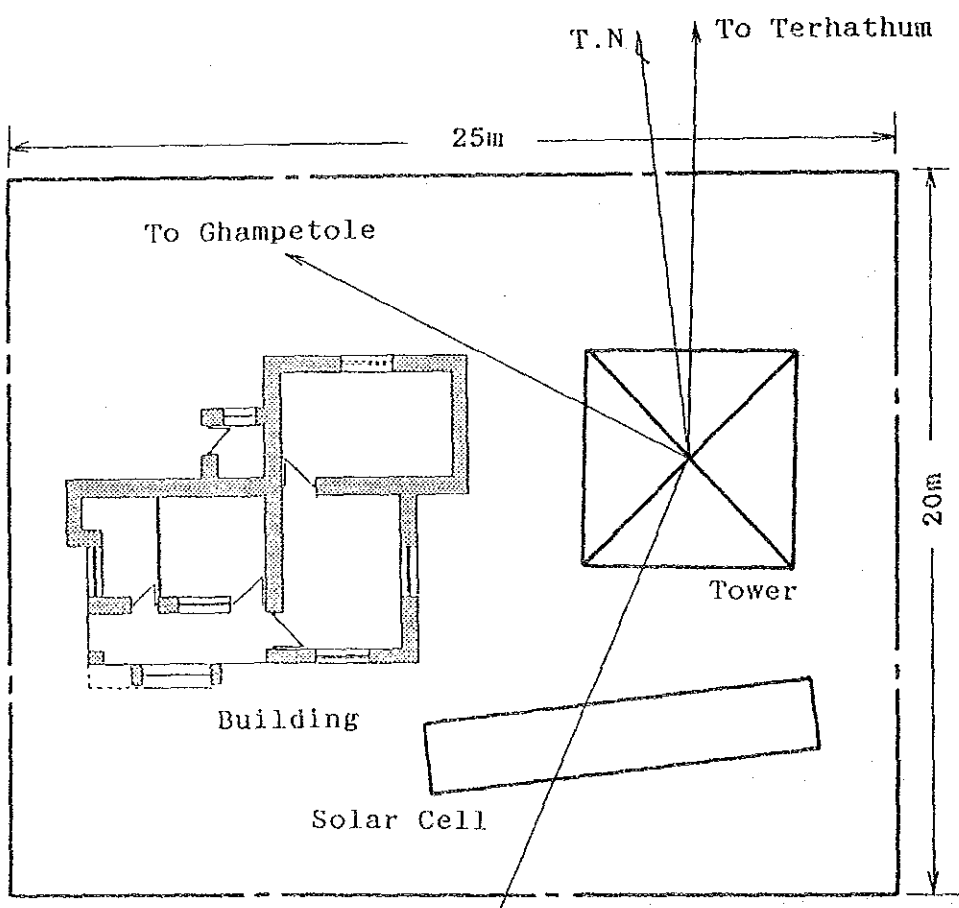 T.N
To Terhathum
25m
To Ghampetole
20m
Tower
Building
Solar Cell